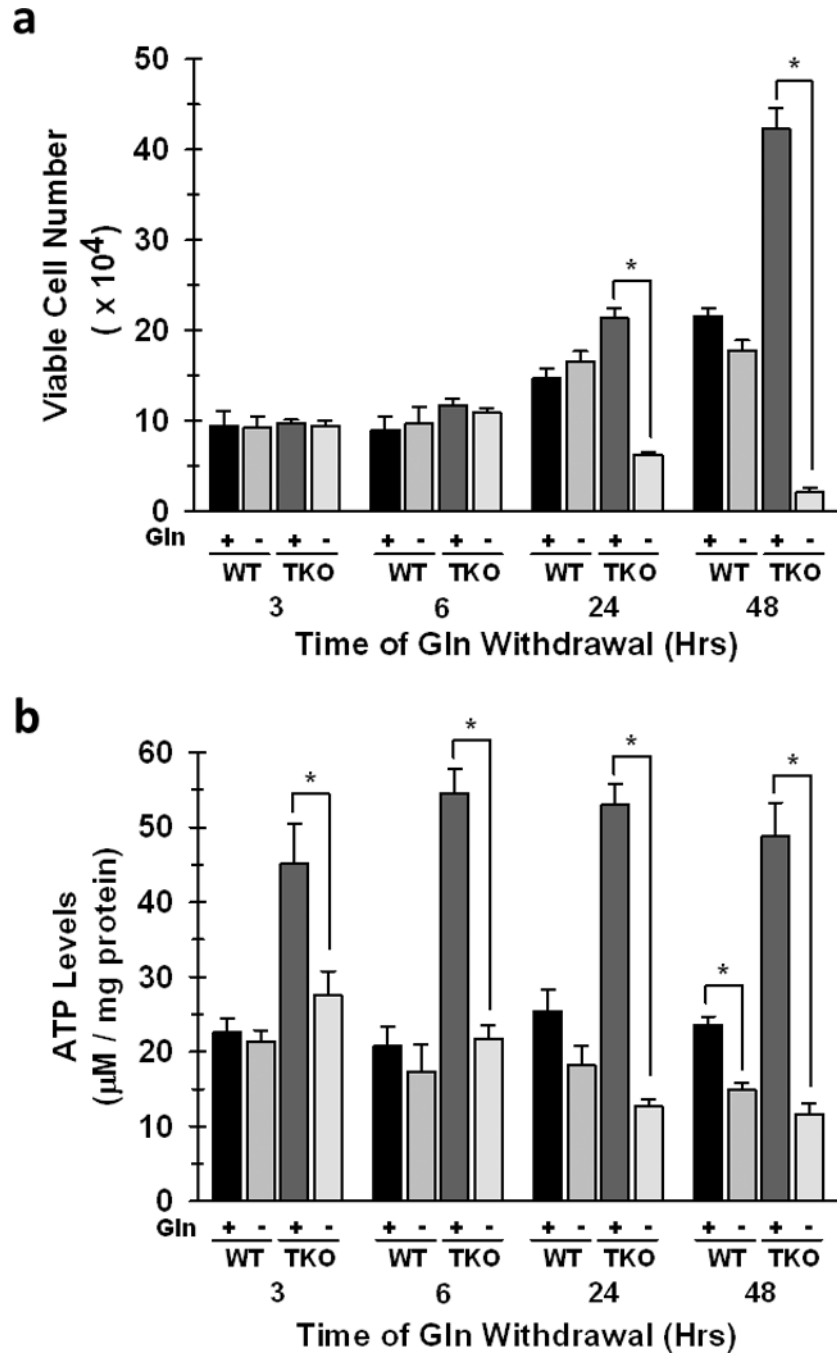 a
Viable Cell Number
( x 10⁴)
50
40
30
20
10
0
*
*
Gln + - + - + - + - + - + - + - + -
WT TKO WT TKO WT TKO WT TKO
3 6 24 48
Time of Gln Withdrawal (Hrs)
b
ATP Levels
(µM / mg protein)
60
50
40
30
20
10
0
*
*
*
*
*
Gln + - + - + - + - + - + - + - + -
WT TKO WT TKO WT TKO WT TKO
3 6 24 48
Time of Gln Withdrawal (Hrs)